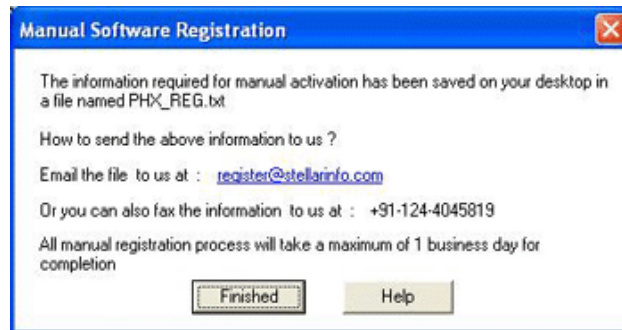 Manual Software Registration
The information required for manual activation has been saved on your desktop in
a file named PHX_REG.txt
How to send the above information to us ?
Email the file to us at : register@stellarinfo.com
Or you can also fax the information to us at : +91-124-4045819
All manual registration process will take a maximum of 1 business day for
completion
Finished Help